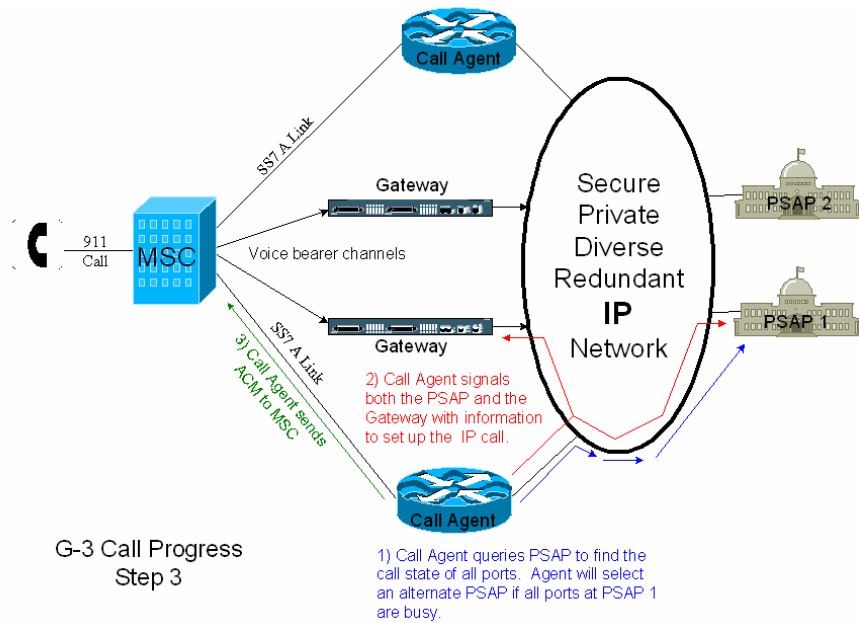 Call Agent
SS7 A Link
Gateway
Secure
Private
Diverse
Redundant
IP
Network
PSAP 2
911
Call
MSC
Voice bearer channels
PSAP 1
Gateway
SS7 A Link
3) Call Agent sends
ACM to MSC
2) Call Agent signals
both the PSAP and the
Gateway with information
to set up the IP call.
Call Agent
G-3 Call Progress
Step 3
1) Call Agent queries PSAP to find the
call state of all ports. Agent will select
an alternate PSAP if all ports at PSAP 1
are busy.